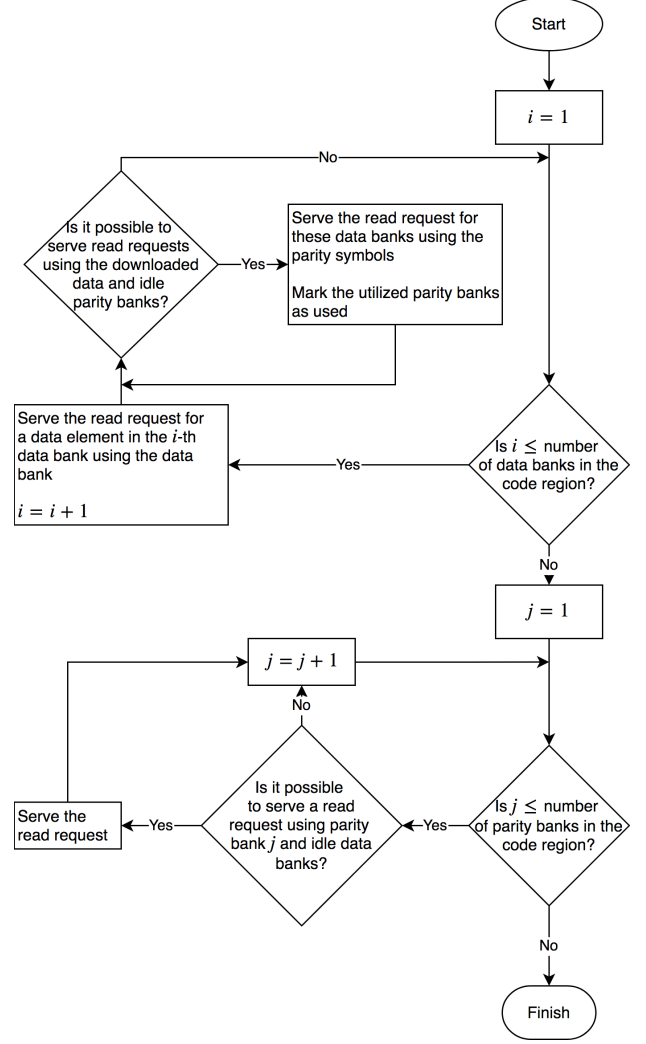 Start
i = 1
No
Is it possible to
serve read requests
using the downloaded
data and idle
parity banks?
Yes
Serve the read request for
these data banks using the
parity symbols
Mark the utilized parity banks
as used
Serve the read request for
a data element in the i-th
data bank using the data
bank
i = i + 1
Yes
Is i ≤ number
of data banks in the
code region?
No
j = 1
j = j + 1
No
Is it possible
to serve a read
request using parity
bank j and idle data
banks?
Yes
Serve the
read request
Yes
Is j ≤ number
of parity banks in the
code region?
No
Finish